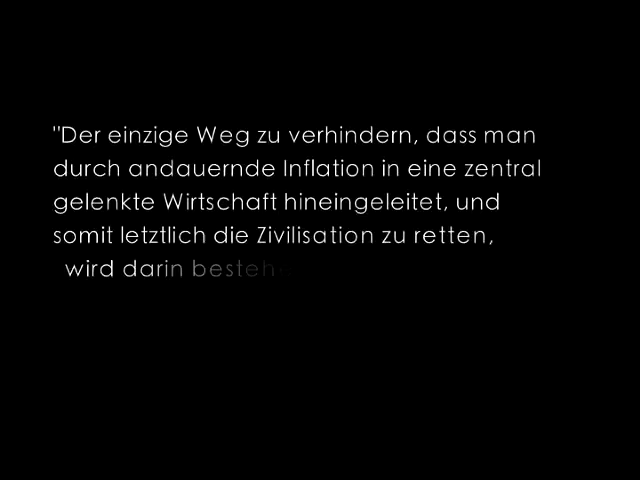 "Der einzige Weg zu verhindern, dass man
durch andauernde Inflation in eine zentral
gelenkte Wirtschaft hineingeleitet, und
somit letztlich die Zivilisation zu retten,
wird darin